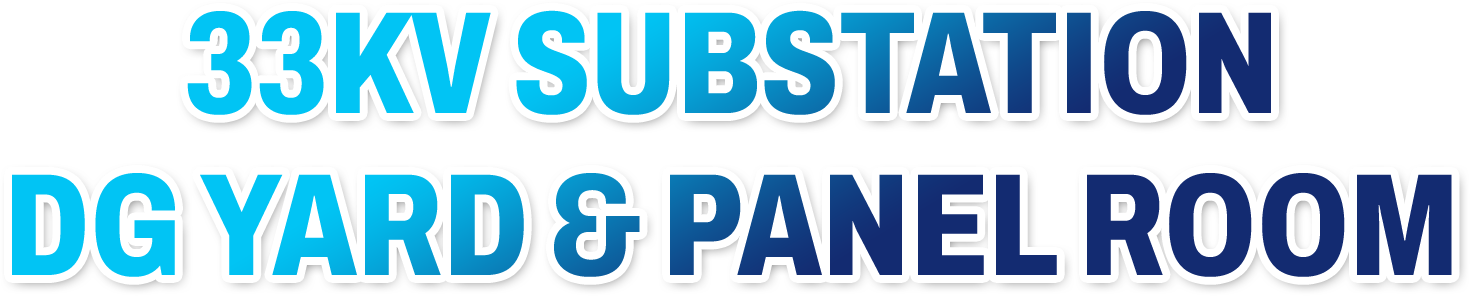 33KV SUBSTATION
DG YARD & PANEL ROOM